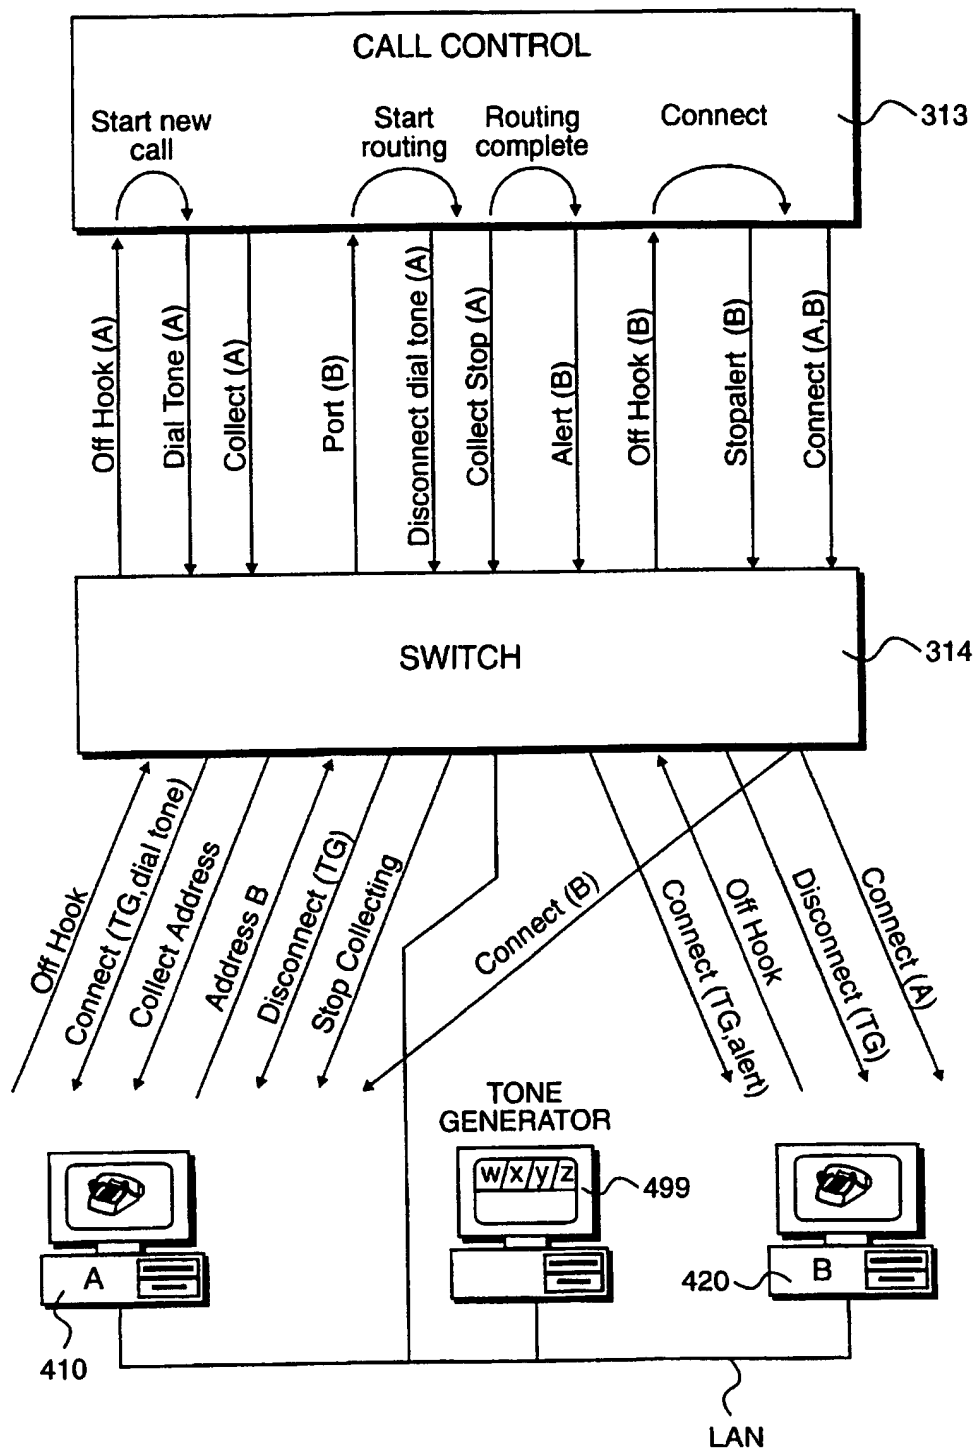 CALL CONTROL
Start new
call
Start
routing
Routing
complete
Connect
313
Off Hook (A)
Dial Tone (A)
Collect (A)
Port (B)
Disconnect dial tone (A)
Collect Stop (A)
Alert (B)
Off Hook (B)
Stopalert (B)
Connect (A,B)
SWITCH
314
Off Hook
Connect (TG,dial tone)
Collect Address
Address B
Disconnect (TG)
Stop Collecting
Connect (B)
Connect (TG,alert)
Off Hook
Disconnect (TG)
Connect (A)
TONE
GENERATOR
w/x/y/z
499
A
410
420
B
LAN